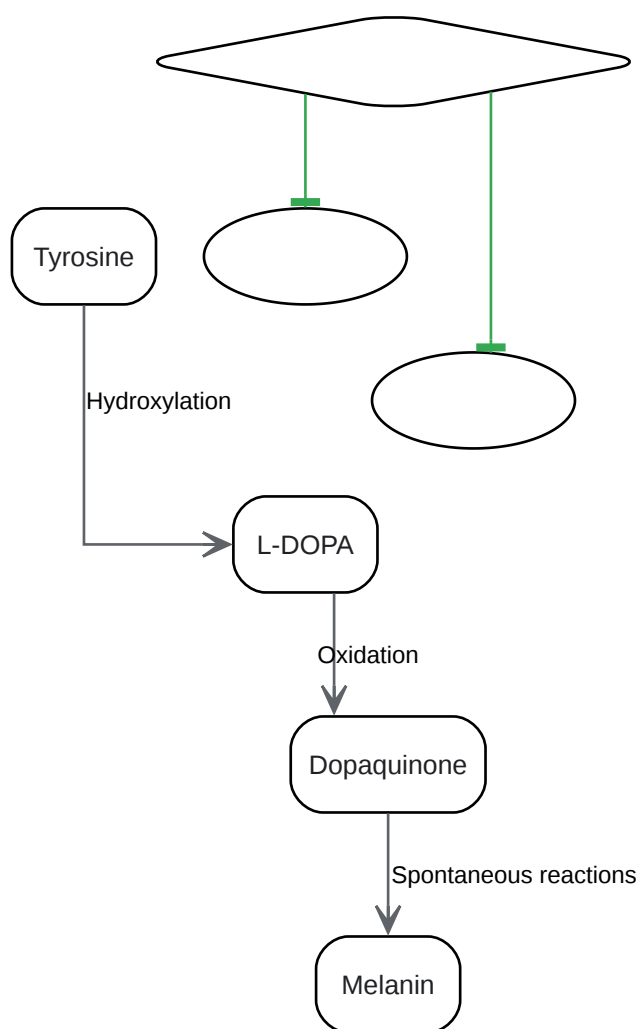 Tyrosine
Hydroxylation
L-DOPA
Oxidation
Dopaquinone
Spontaneous reactions
Melanin